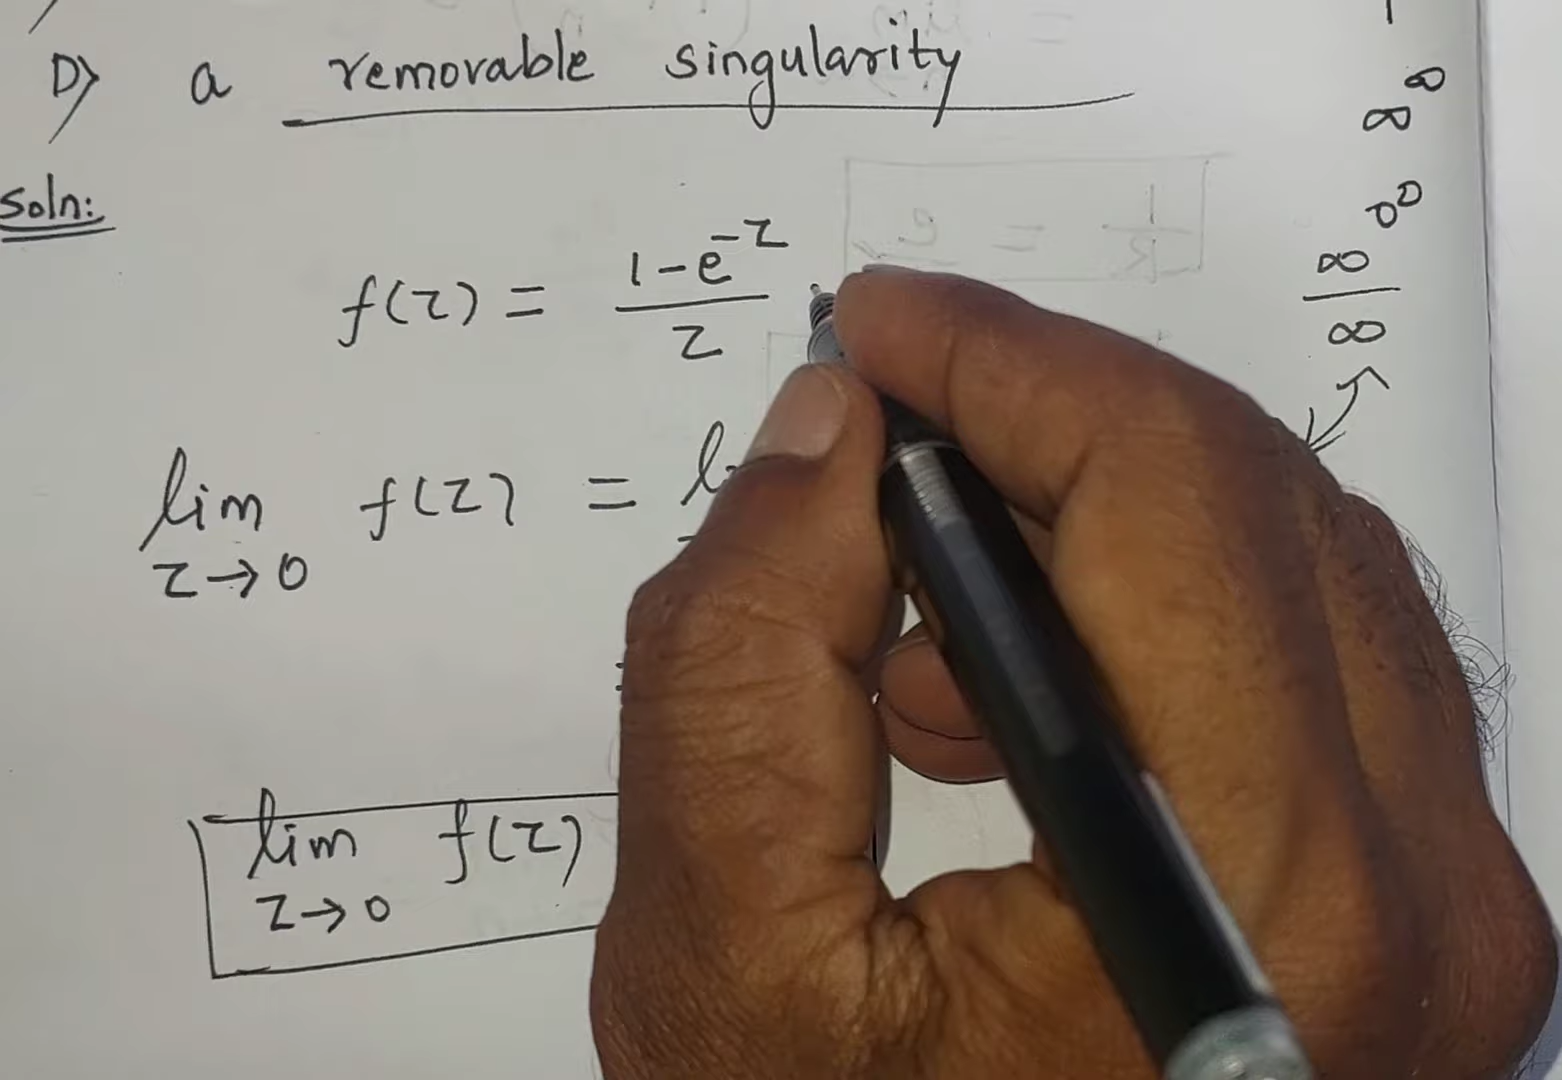 D) a removable singularity
Soln:
f(z) = 1-e^-z / z
lim f(z) =
z→0
lim f(z)
z→0
∞
∞
0^0
∞
∞